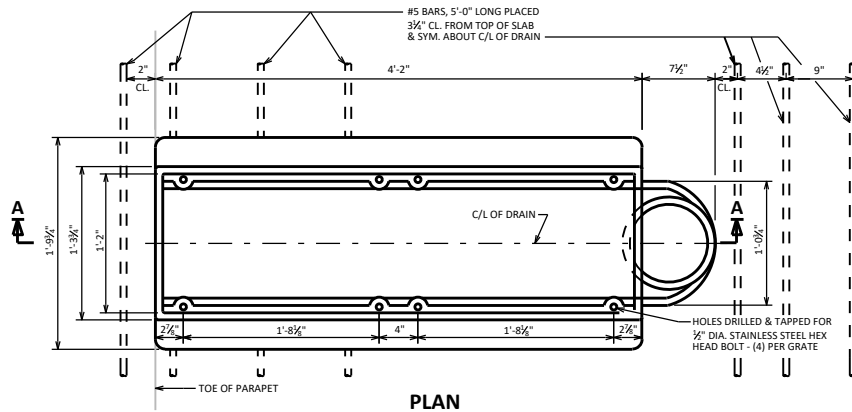 #5 BARS, 5'-0" LONG PLACED
3¼" CL. FROM TOP OF SLAB
& SYM. ABOUT C/L OF DRAIN
2"
CL.
4'-2"
7½"
2"
CL.
4½"
9"
A
A
1'-9¾"
1'-3¾"
1'-2"
C/L OF DRAIN
1'-0¾"
2⅞"
1'-8⅛"
4"
1'-8⅛"
2⅞"
HOLES DRILLED & TAPPED FOR
½" DIA. STAINLESS STEEL HEX
HEAD BOLT - (4) PER GRATE
TOE OF PARAPET
PLAN